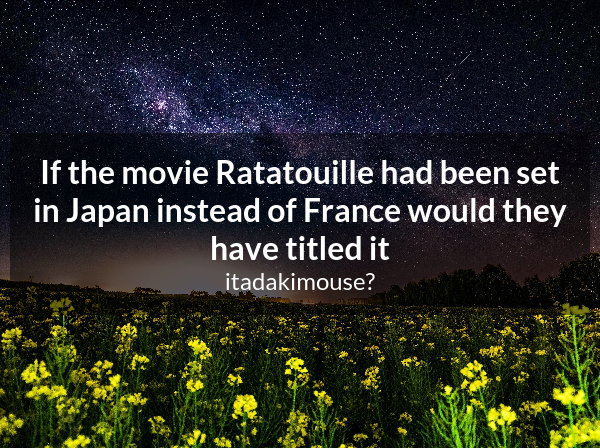 If the movie Ratatouille had been set
in Japan instead of France would they
have titled it
itadakimouse?